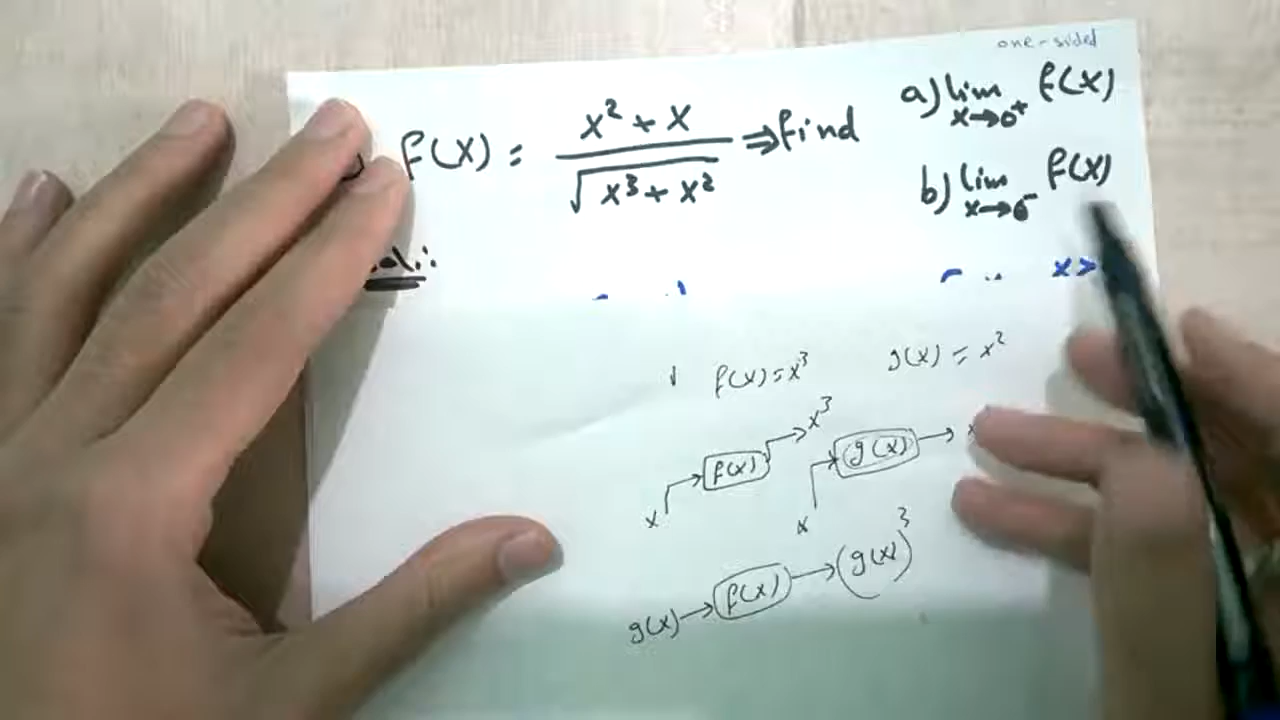 one-sided
f(x) = x² + x / √x³ + x² ⇒ find
a) lim x→0⁺ f(x)
b) lim x→0⁻ f(x)
x>
f(x) = x³ g(x) = x²
x → f(x) → x³
x → g(x) →
g(x) → f(x) → (g(x))³